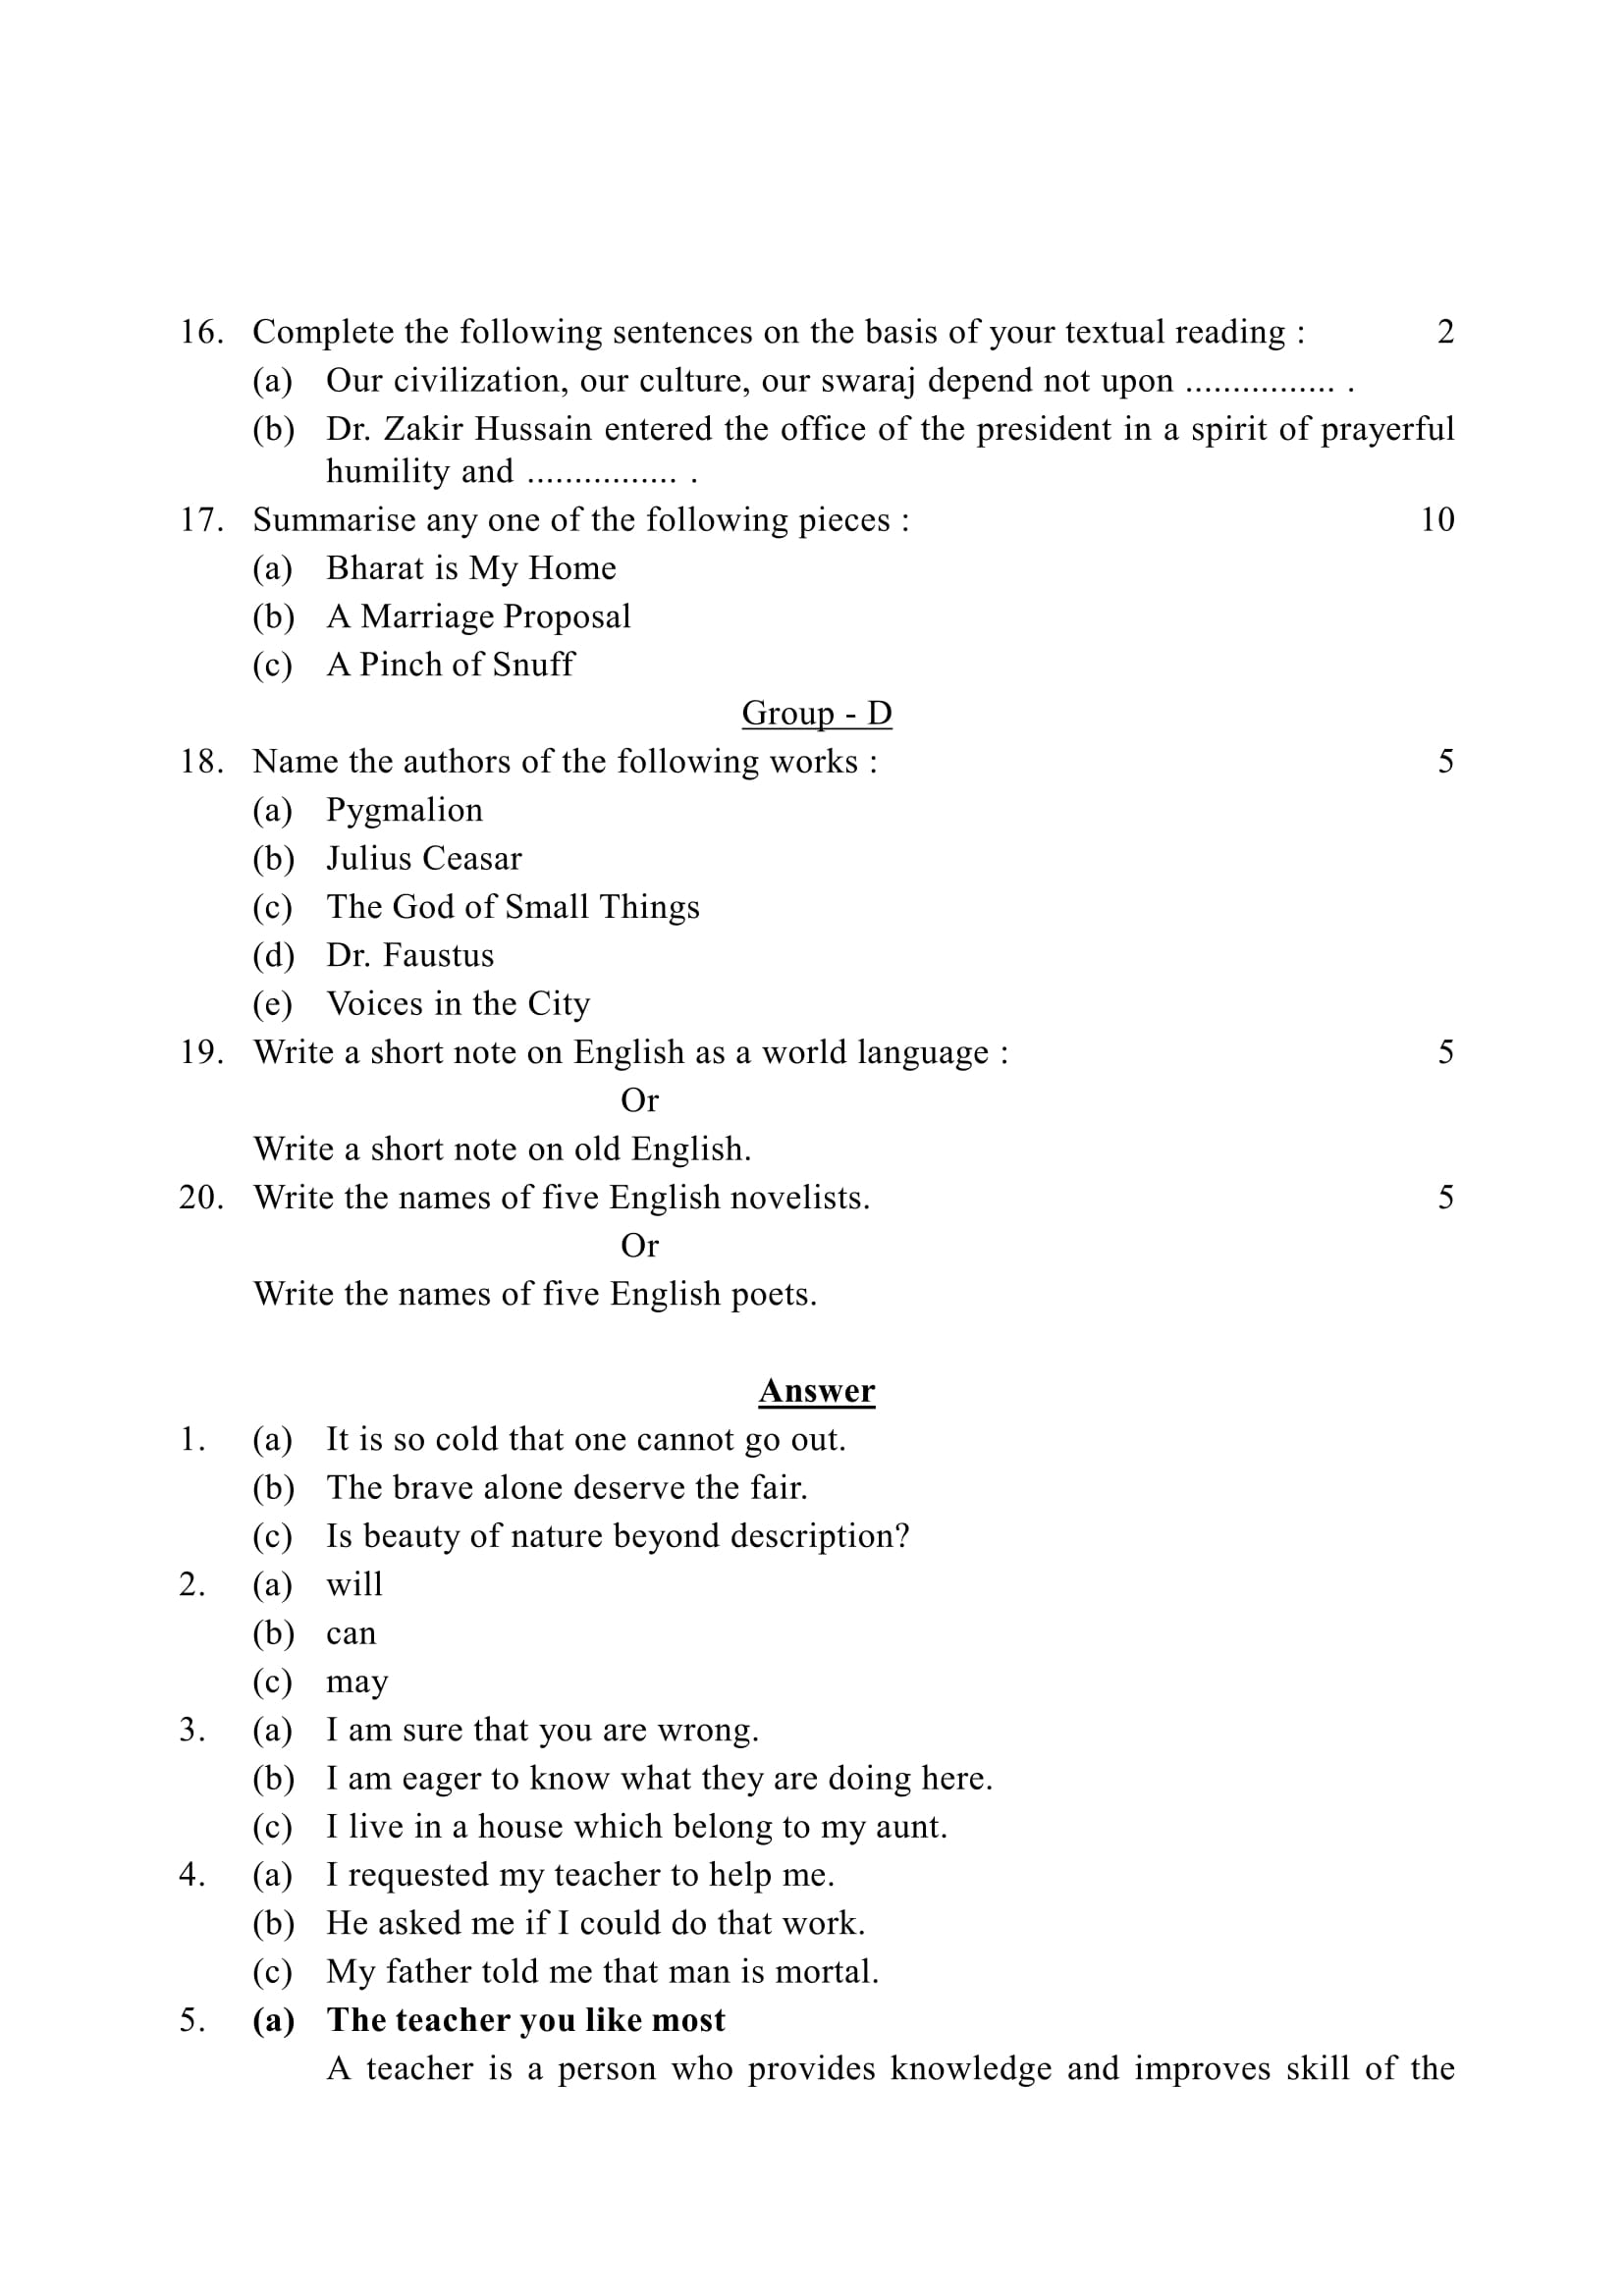 16. Complete the following sentences on the basis of your textual reading : 2
(a) Our civilization, our culture, our swaraj depend not upon ................ .
(b) Dr. Zakir Hussain entered the office of the president in a spirit of prayerful
humility and ................ .
17. Summarise any one of the following pieces : 10
(a) Bharat is My Home
(b) A Marriage Proposal
(c) A Pinch of Snuff
Group - D
18. Name the authors of the following works : 5
(a) Pygmalion
(b) Julius Ceasar
(c) The God of Small Things
(d) Dr. Faustus
(e) Voices in the City
19. Write a short note on English as a world language : 5
Or
Write a short note on old English.
20. Write the names of five English novelists. 5
Or
Write the names of five English poets.
Answer
1. (a) It is so cold that one cannot go out.
(b) The brave alone deserve the fair.
(c) Is beauty of nature beyond description?
2. (a) will
(b) can
(c) may
3. (a) I am sure that you are wrong.
(b) I am eager to know what they are doing here.
(c) I live in a house which belong to my aunt.
4. (a) I requested my teacher to help me.
(b) He asked me if I could do that work.
(c) My father told me that man is mortal.
5. (a) The teacher you like most
A teacher is a person who provides knowledge and improves skill of the